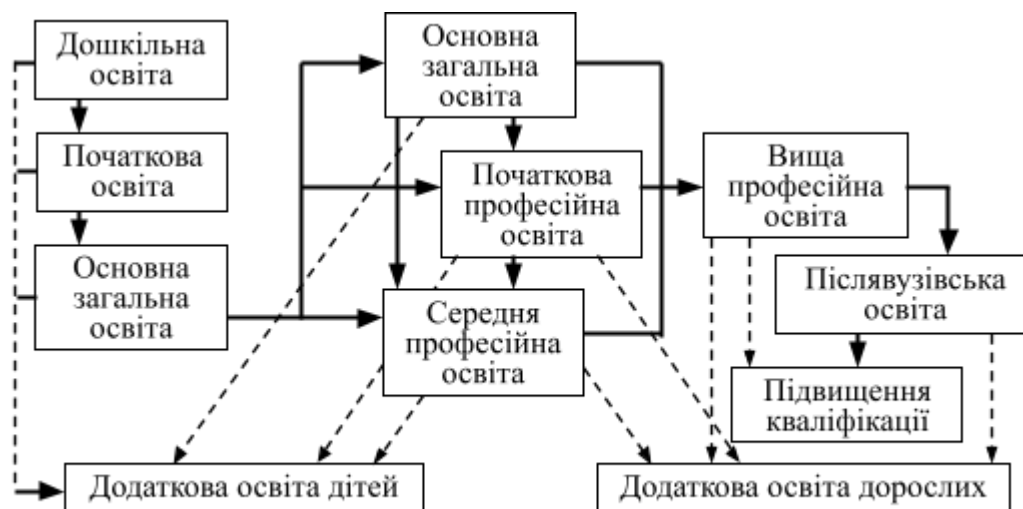 Дошкільна
освіта
Початкова
освіта
Основна
загальна
освіта
Основна
загальна
освіта
Початкова
професійна
освіта
Середня
професійна
освіта
Вища
професійна
освіта
Післявузівська
освіта
Підвищення
кваліфікації
Додаткова освіта дітей
Додаткова освіта дорослих